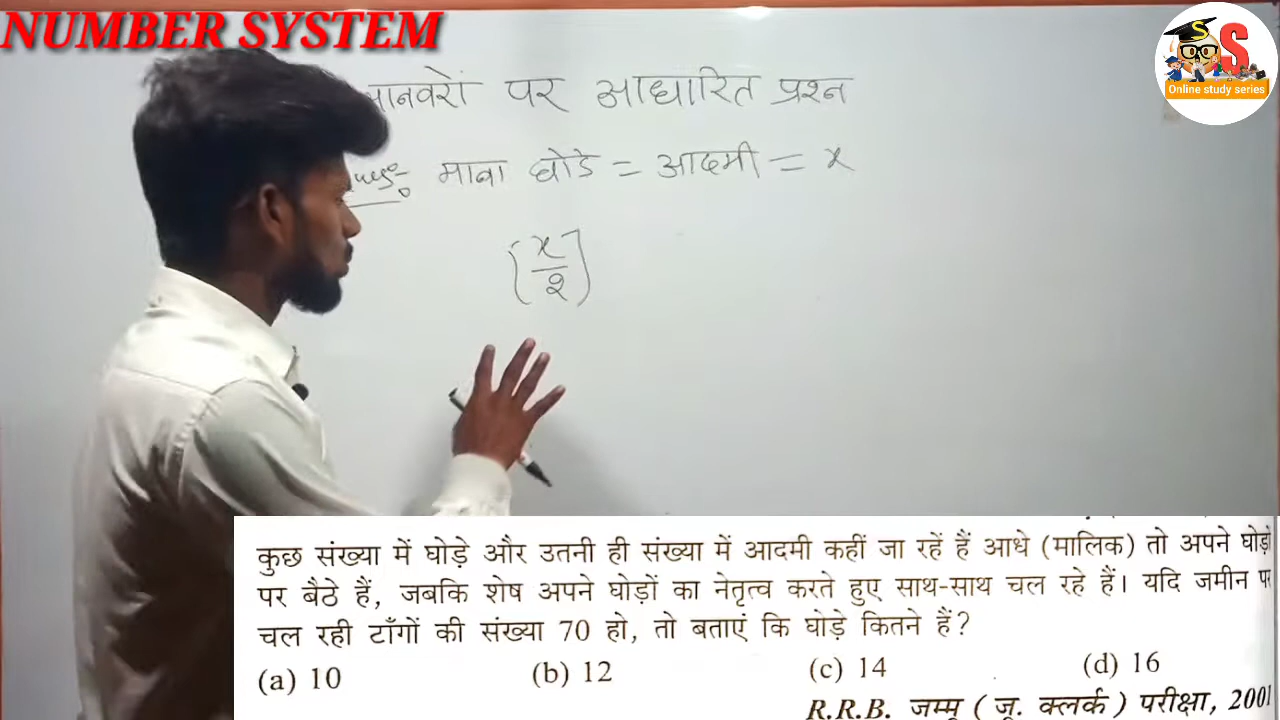 NUMBER SYSTEM
S S
Online study series
जानवरों पर आधारित प्रश्न
माना घोडे = आदमी = x
(x/2)
कुछ संख्या में घोड़े और उतनी ही संख्या में आदमी कहीं जा रहें हैं आधे (मालिक) तो अपने घोड़ों
पर बैठे हैं, जबकि शेष अपने घोड़ों का नेतृत्व करते हुए साथ-साथ चल रहे हैं। यदि जमीन पर
चल रही टाँगों की संख्या 70 हो, तो बताएं कि घोड़े कितने हैं?
(a) 10 (b) 12 (c) 14 (d) 16
R.R.B. जम्मू ( जू. क्लर्क ) परीक्षा, 2001